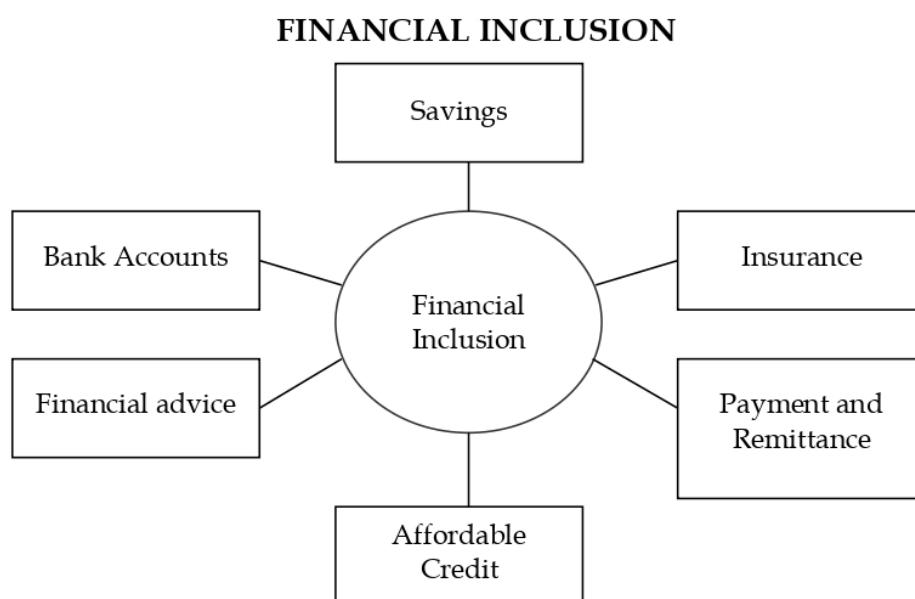 FINANCIAL INCLUSION
Savings
Bank Accounts
Insurance
Financial
Inclusion
Financial advice
Payment and
Remittance
Affordable
Credit